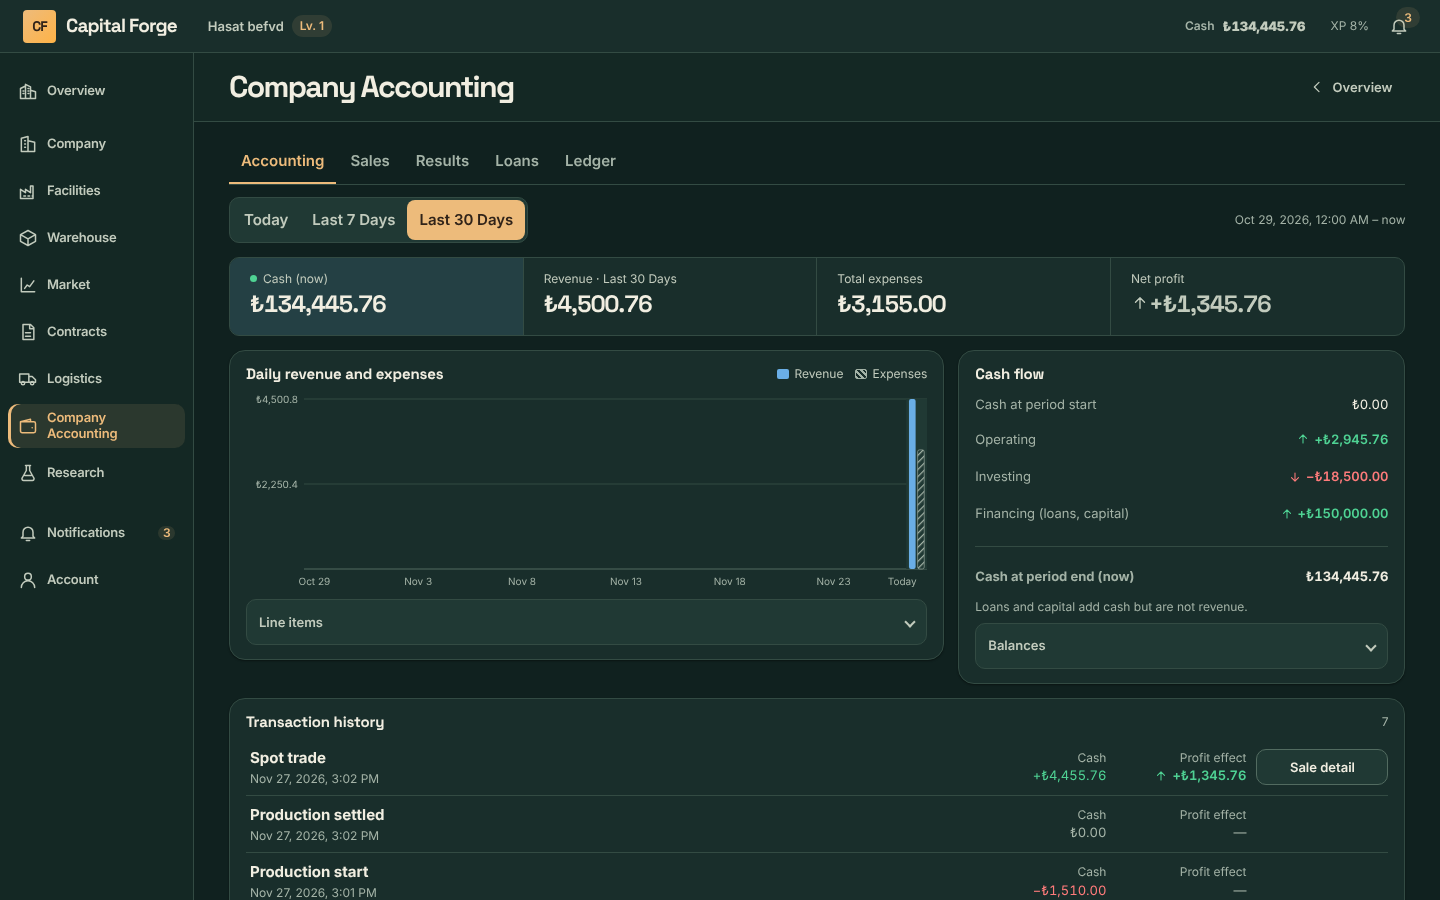 CF
Capital Forge
Hasat befvd
Lv. 1
Cash ₺134,445.76
XP 8%
3
Overview
Company
Facilities
Warehouse
Market
Contracts
Logistics
Company
Accounting
Research
Notifications 3
Account
Company Accounting
Overview
Accounting Sales Results Loans Ledger
Today Last 7 Days Last 30 Days
Oct 29, 2026, 12:00 AM – now
Cash (now)
₺134,445.76
Revenue · Last 30 Days
₺4,500.76
Total expenses
₺3,155.00
Net profit
↑ +₺1,345.76
Daily revenue and expenses
Revenue Expenses
₺4,500.8
₺2,250.4
Oct 29 Nov 3 Nov 8 Nov 13 Nov 18 Nov 23 Today
Line items
Cash flow
Cash at period start ₺0.00
Operating ↑ +₺2,945.76
Investing ↓ −₺18,500.00
Financing (loans, capital) ↑ +₺150,000.00
Cash at period end (now) ₺134,445.76
Loans and capital add cash but are not revenue.
Balances
Transaction history 7
Spot trade
Nov 27, 2026, 3:02 PM
Cash
+₺4,455.76
Profit effect
↑ +₺1,345.76
Sale detail
Production settled
Nov 27, 2026, 3:02 PM
Cash
₺0.00
Profit effect
—
Production start
Nov 27, 2026, 3:01 PM
Cash
−₺1,510.00
Profit effect
—